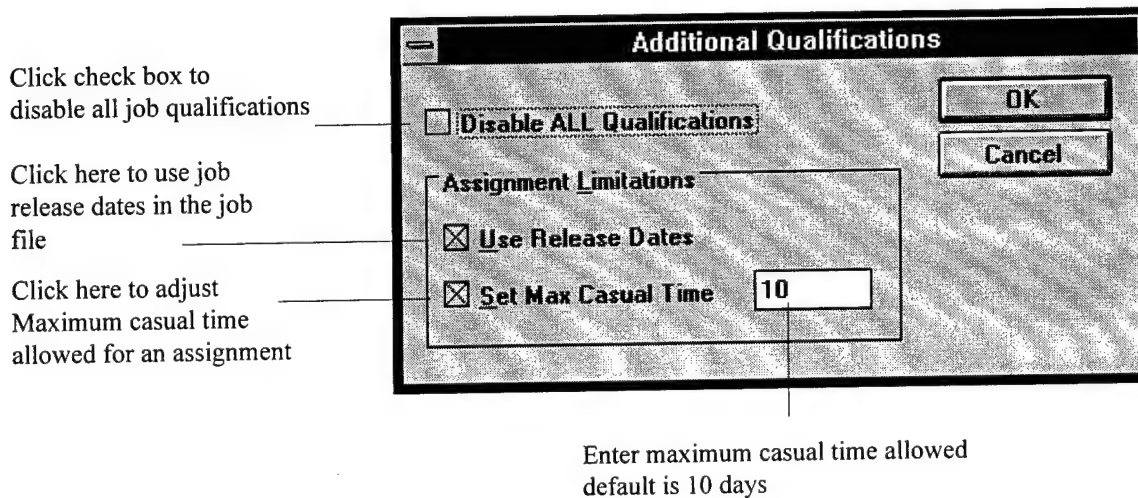 Additional Qualifications
Click check box to
disable all job qualifications
Disable ALL Qualifications
OK
Cancel
Click here to use job
release dates in the job
file
Assignment Limitations
Use Release Dates
Click here to adjust
Maximum casual time
allowed for an assignment
Set Max Casual Time
10
Enter maximum casual time allowed
default is 10 days